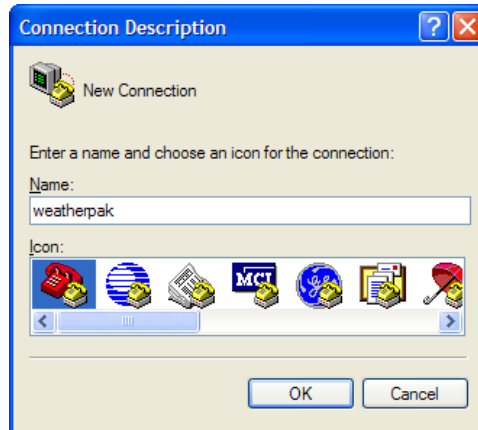 Connection Description
New Connection
Enter a name and choose an icon for the connection:
Name:
weatherpak
Icon:
MCI
OK
Cancel